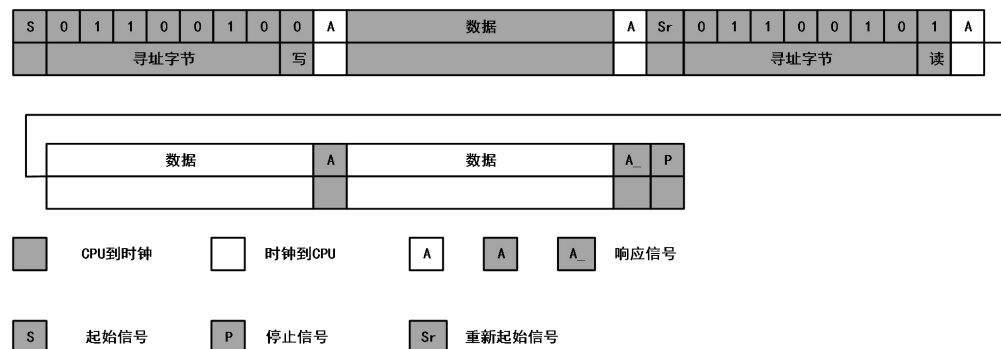 S 0 1 1 0 0 1 0 0 A 数据 A Sr 0 1 1 0 0 1 0 1 A
寻址字节 写 寻址字节 读
数据 A 数据 A_ P
CPU到时钟 时钟到CPU A A A_ 响应信号
S 起始信号 P 停止信号 Sr 重新起始信号